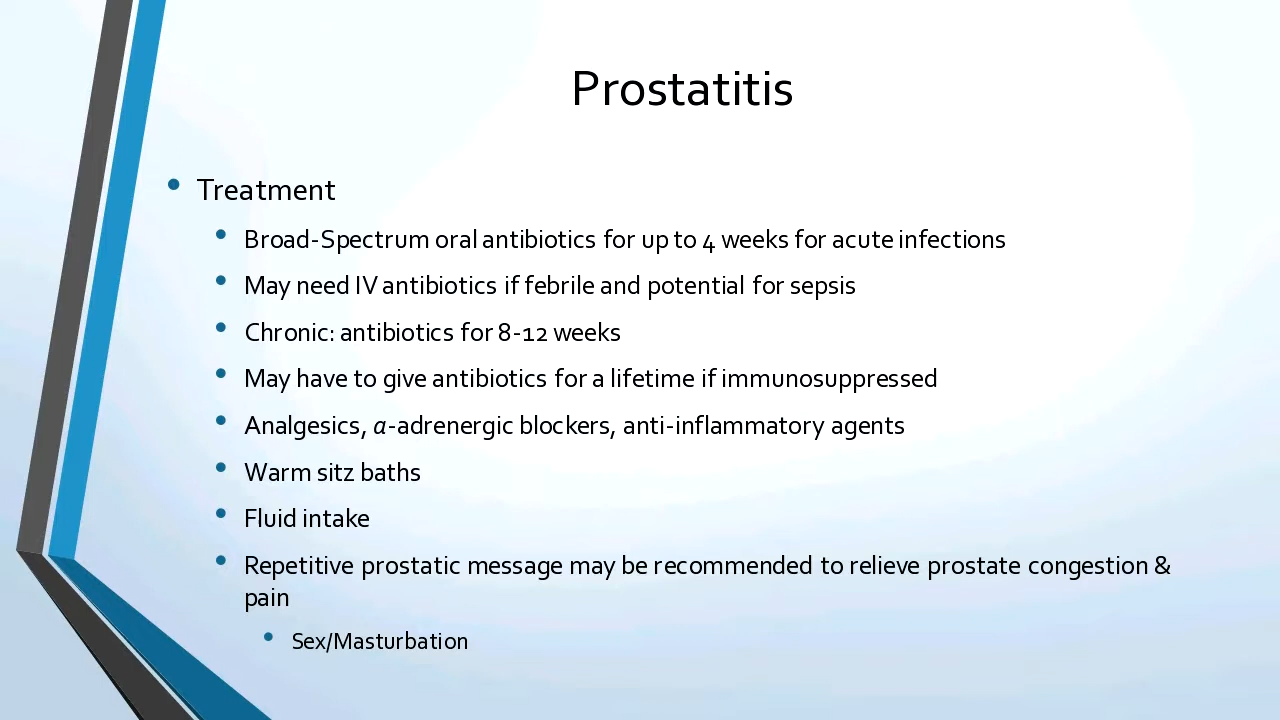 Prostatitis
• Treatment
• Broad-Spectrum oral antibiotics for up to 4 weeks for acute infections
• May need IV antibiotics if febrile and potential for sepsis
• Chronic: antibiotics for 8-12 weeks
• May have to give antibiotics for a lifetime if immunosuppressed
• Analgesics, α-adrenergic blockers, anti-inflammatory agents
• Warm sitz baths
• Fluid intake
• Repetitive prostatic message may be recommended to relieve prostate congestion &
pain
• Sex/Masturbation